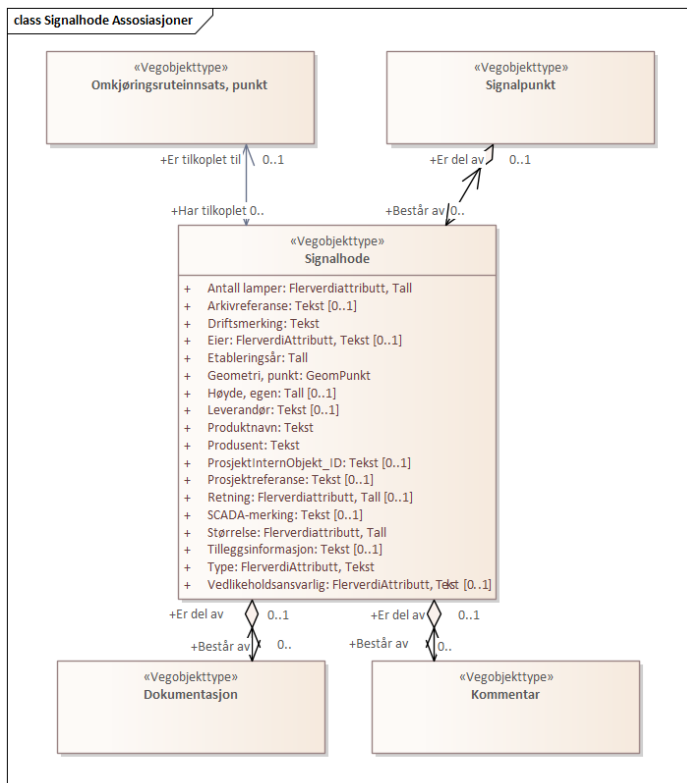 class Signalhode Assosiasjoner
«Vegobjekttype»
Omkjøringsruteinnsats, punkt
«Vegobjekttype»
Signalpunkt
+Er tilkoplet til 0..1
+Er del av 0..1
+Har tilkoplet 0..
+Består av 0..
«Vegobjekttype»
Signalhode
+ Antall lamper: Flerverdiattributt, Tall
+ Arkivreferanse: Tekst [0..1]
+ Driftsmerking: Tekst
+ Eier: FlerverdiAttributt, Tekst [0..1]
+ Etableringsår: Tall
+ Geometri, punkt: GeomPunkt
+ Høyde, egen: Tall [0..1]
+ Leverandør: Tekst [0..1]
+ Produktnavn: Tekst
+ Produsent: Tekst
+ ProsjektInternObjekt_ID: Tekst [0..1]
+ Prosjektreferanse: Tekst [0..1]
+ Retning: Flerverdiattributt, Tall [0..1]
+ SCADA-merking: Tekst [0..1]
+ Størrelse: Flerverdiattributt, Tall
+ Tilleggsinformasjon: Tekst [0..1]
+ Type: FlerverdiAttributt, Tekst
+ Vedlikeholdsansvarlig: FlerverdiAttributt, Tekst [0..1]
+Er del av 0..1
+Er del av 0..1
+Består av 0..
+Består av 0..
«Vegobjekttype»
Dokumentasjon
«Vegobjekttype»
Kommentar